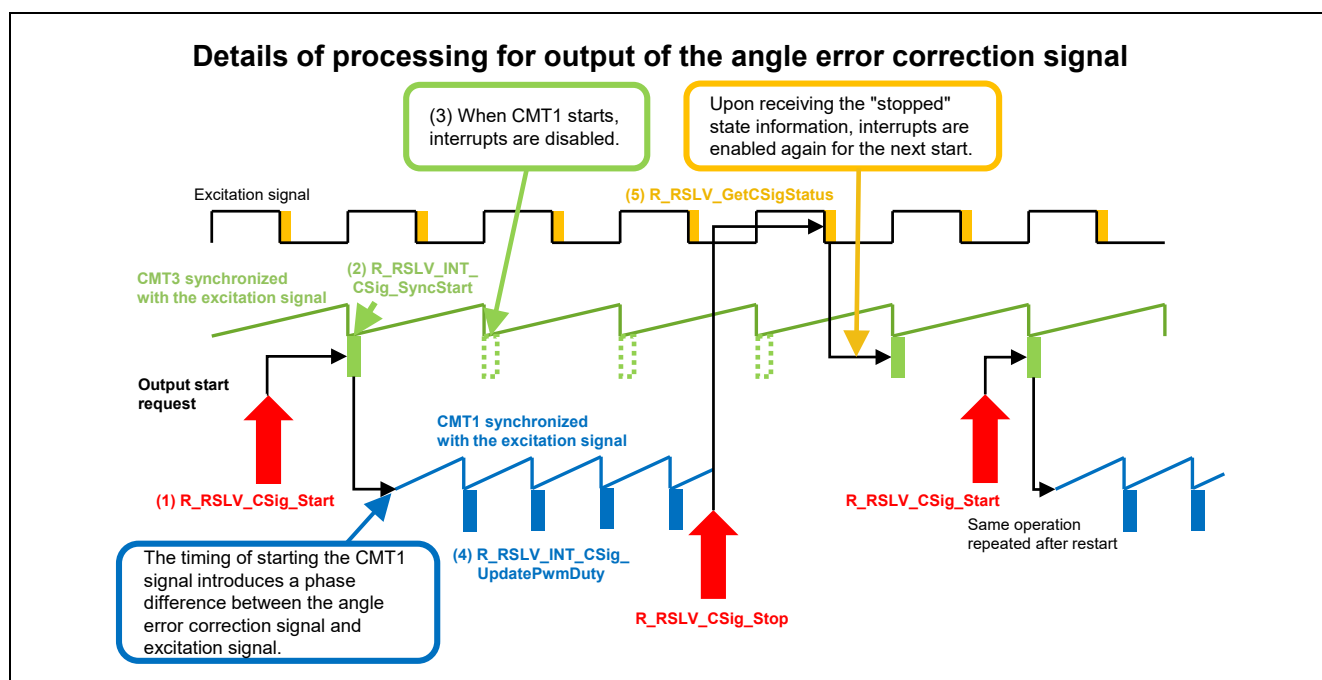 Details of processing for output of the angle error correction signal
(3) When CMT1 starts,
interrupts are disabled.
Upon receiving the "stopped"
state information, interrupts are
enabled again for the next start.
Excitation signal
(5) R_RSLV_GetCSigStatus
CMT3 synchronized
with the excitation signal
(2) R_RSLV_INT_
CSig_SyncStart
Output start
request
CMT1 synchronized
with the excitation signal
(1) R_RSLV_CSig_Start
R_RSLV_CSig_Start
Same operation
repeated after restart
(4) R_RSLV_INT_CSig_
UpdatePwmDuty
The timing of starting the CMT1
signal introduces a phase
difference between the angle
error correction signal and
excitation signal.
R_RSLV_CSig_Stop